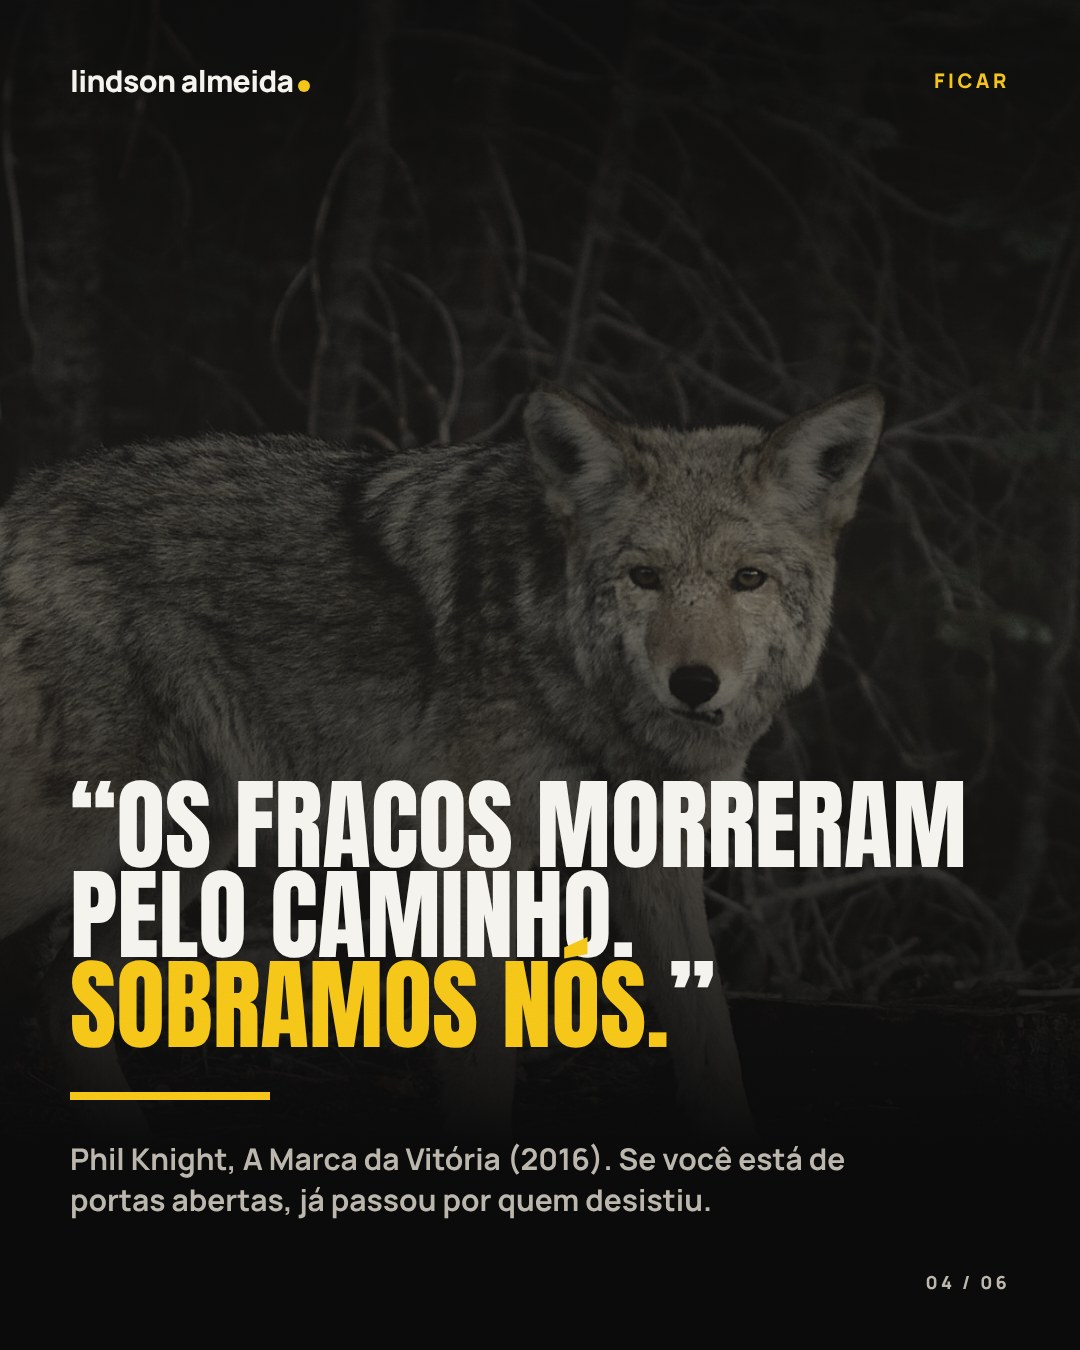 lindson almeida.
FICAR
“OS FRACOS MORRERAM
PELO CAMINHO.
SOBRAMOS NÓS.”
Phil Knight, A Marca da Vitória (2016). Se você está de
portas abertas, já passou por quem desistiu.
04 / 06